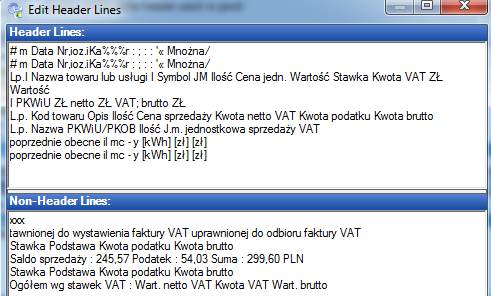 Edit Header Lines
Header Lines:
# m Data Nr,joz.iKa%%%r : ; : : '« Mnożna/
# m Data Nr,joz.iKa%%%r : ; : : '« Mnożna/
Lp.I Nazwa towaru lub usługi I Symbol JM Ilość Cena jedn. Wartość Stawka Kwota VAT ZŁ
Wartość
I PKWiU ZŁ netto ZŁ VAT; brutto ZŁ
L.p. Kod towaru Opis Ilość Cena sprzedaży Kwota netto VAT Kwota podatku Kwota brutto
L.p. Nazwa PKWiU/PKOB Ilość J.m. jednostkowa sprzedaży VAT
poprzednie obecne il mc - y [kWh] [zł] [zł]
poprzednie obecne il mc - y [kWh] [zł] [zł]
Non-Header Lines:
xxx
tawnionej do wystawienia faktury VAT uprawnionej do odbioru faktury VAT
Stawka Podstawa Kwota podatku Kwota brutto
Saldo sprzedaży : 245,57 Podatek : 54,03 Suma : 299,60 PLN
Stawka Podstawa Kwota podatku Kwota brutto
Ogółem wg stawek VAT : Wart. netto VAT Kwota VAT Wart. brutto